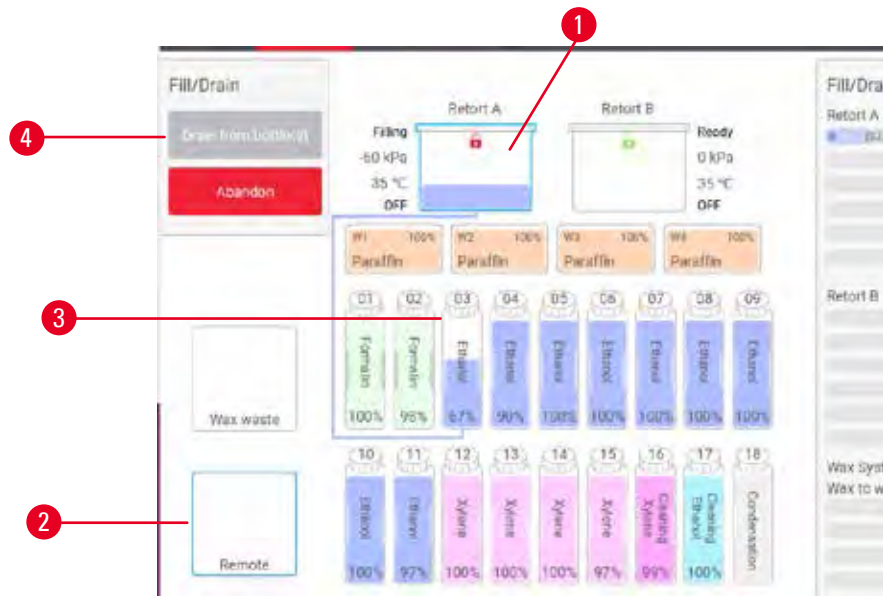 1
Fill/Drain
Fill/Dra
Retort A
Retort B
Retort A
4
Drain from bottle(s)
Filling
Ready
-60 kPa
0 kPa
Abandon
35 °C
35 °C
OFF
OFF
W1 100%
W2 100%
W3 100%
W4 100%
Paraffin
Paraffin
Paraffin
Paraffin
Retort B
3
01 02 03 04 05 06 07 08 09
Formalin
Formalin
Ethanol
Ethanol
Ethanol
Ethanol
Ethanol
Ethanol
Ethanol
Wax waste
100% 98% 67% 90% 100% 100% 100% 100% 100%
10 11 12 13 14 15 16 17 18
Wax Syst
Wax to w
2
Ethanol
Ethanol
Xylene
Xylene
Xylene
Xylene
Cleaning
Xylene
Cleaning
Ethanol
Condensation
Remote
100% 97% 100% 100% 100% 97% 99% 100%